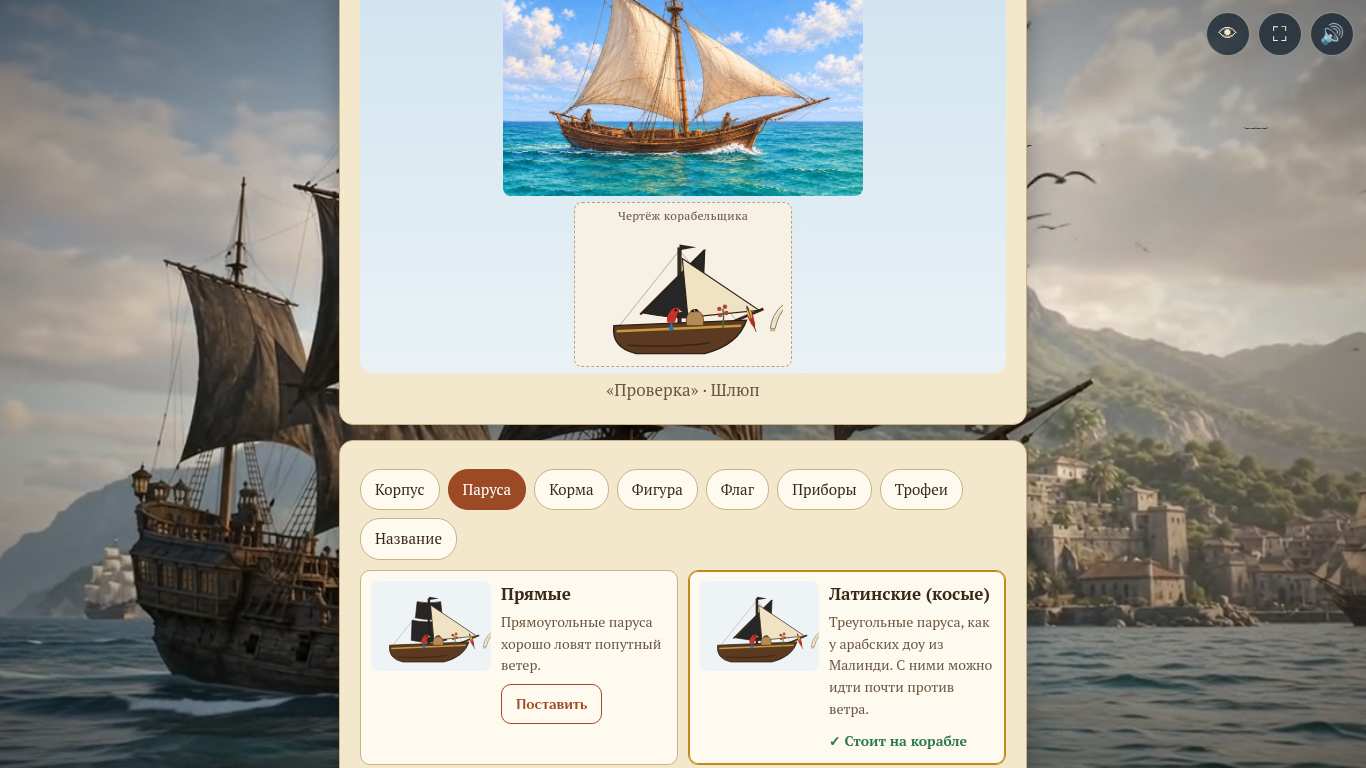 Чертёж корабельщика
«Проверка» · Шлюп
Корпус
Паруса
Корма
Фигура
Флаг
Приборы
Трофеи
Название
Прямые
Прямоугольные паруса
хорошо ловят попутный
ветер.
Поставить
Латинские (косые)
Треугольные паруса, как
у арабских доу из
Малинди. С ними можно
идти почти против
ветра.
✓ Стоит на корабле